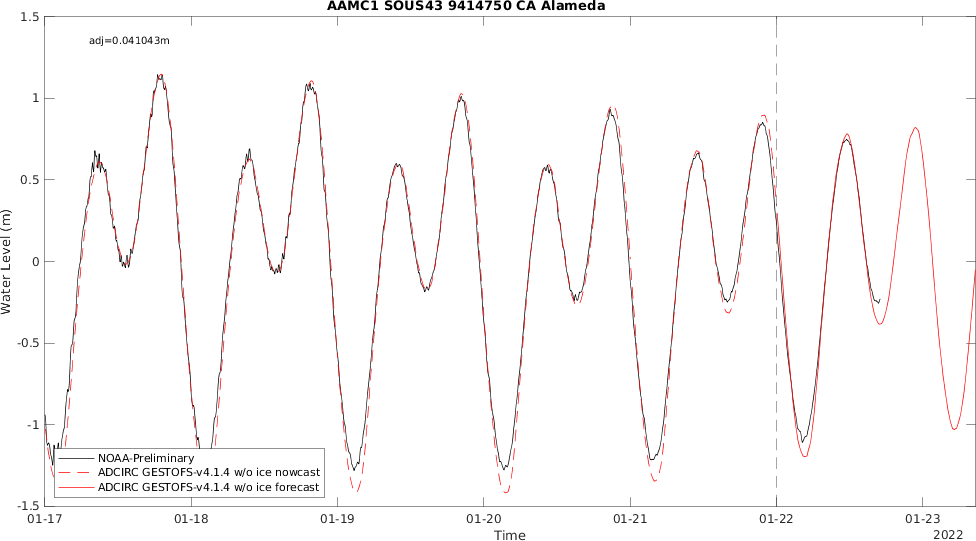 AAMC1 SOUS43 9414750 CA Alameda
adj=0.041043m
1.5
1
0.5
0
-0.5
-1
-1.5
Water Level (m)
NOAA-Preliminary
ADCIRC GESTOFS-v4.1.4 w/o ice nowcast
ADCIRC GESTOFS-v4.1.4 w/o ice forecast
01-17 01-18 01-19 01-20 01-21 01-22 01-23
Time
2022